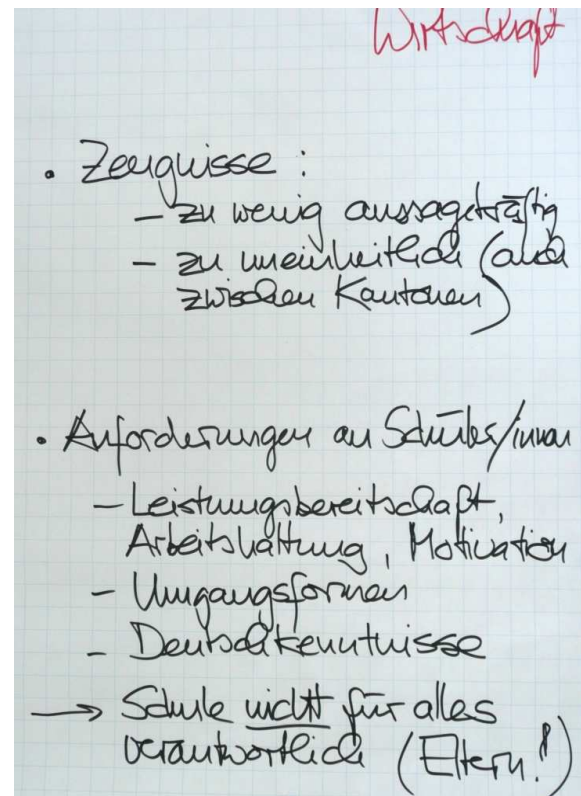 Wirtschaft
• Zeugnisse :
– zu wenig aussagekräftig
– zu uneinheitlich (auch
zwischen Kantonen)
• Anforderungen an Schüler/innen
– Leistungsbereitschaft,
Arbeitshaltung, Motivation
– Umgangsformen
– Deutschkenntnisse
→ Schule nicht für alles
verantwortlich (Eltern!)